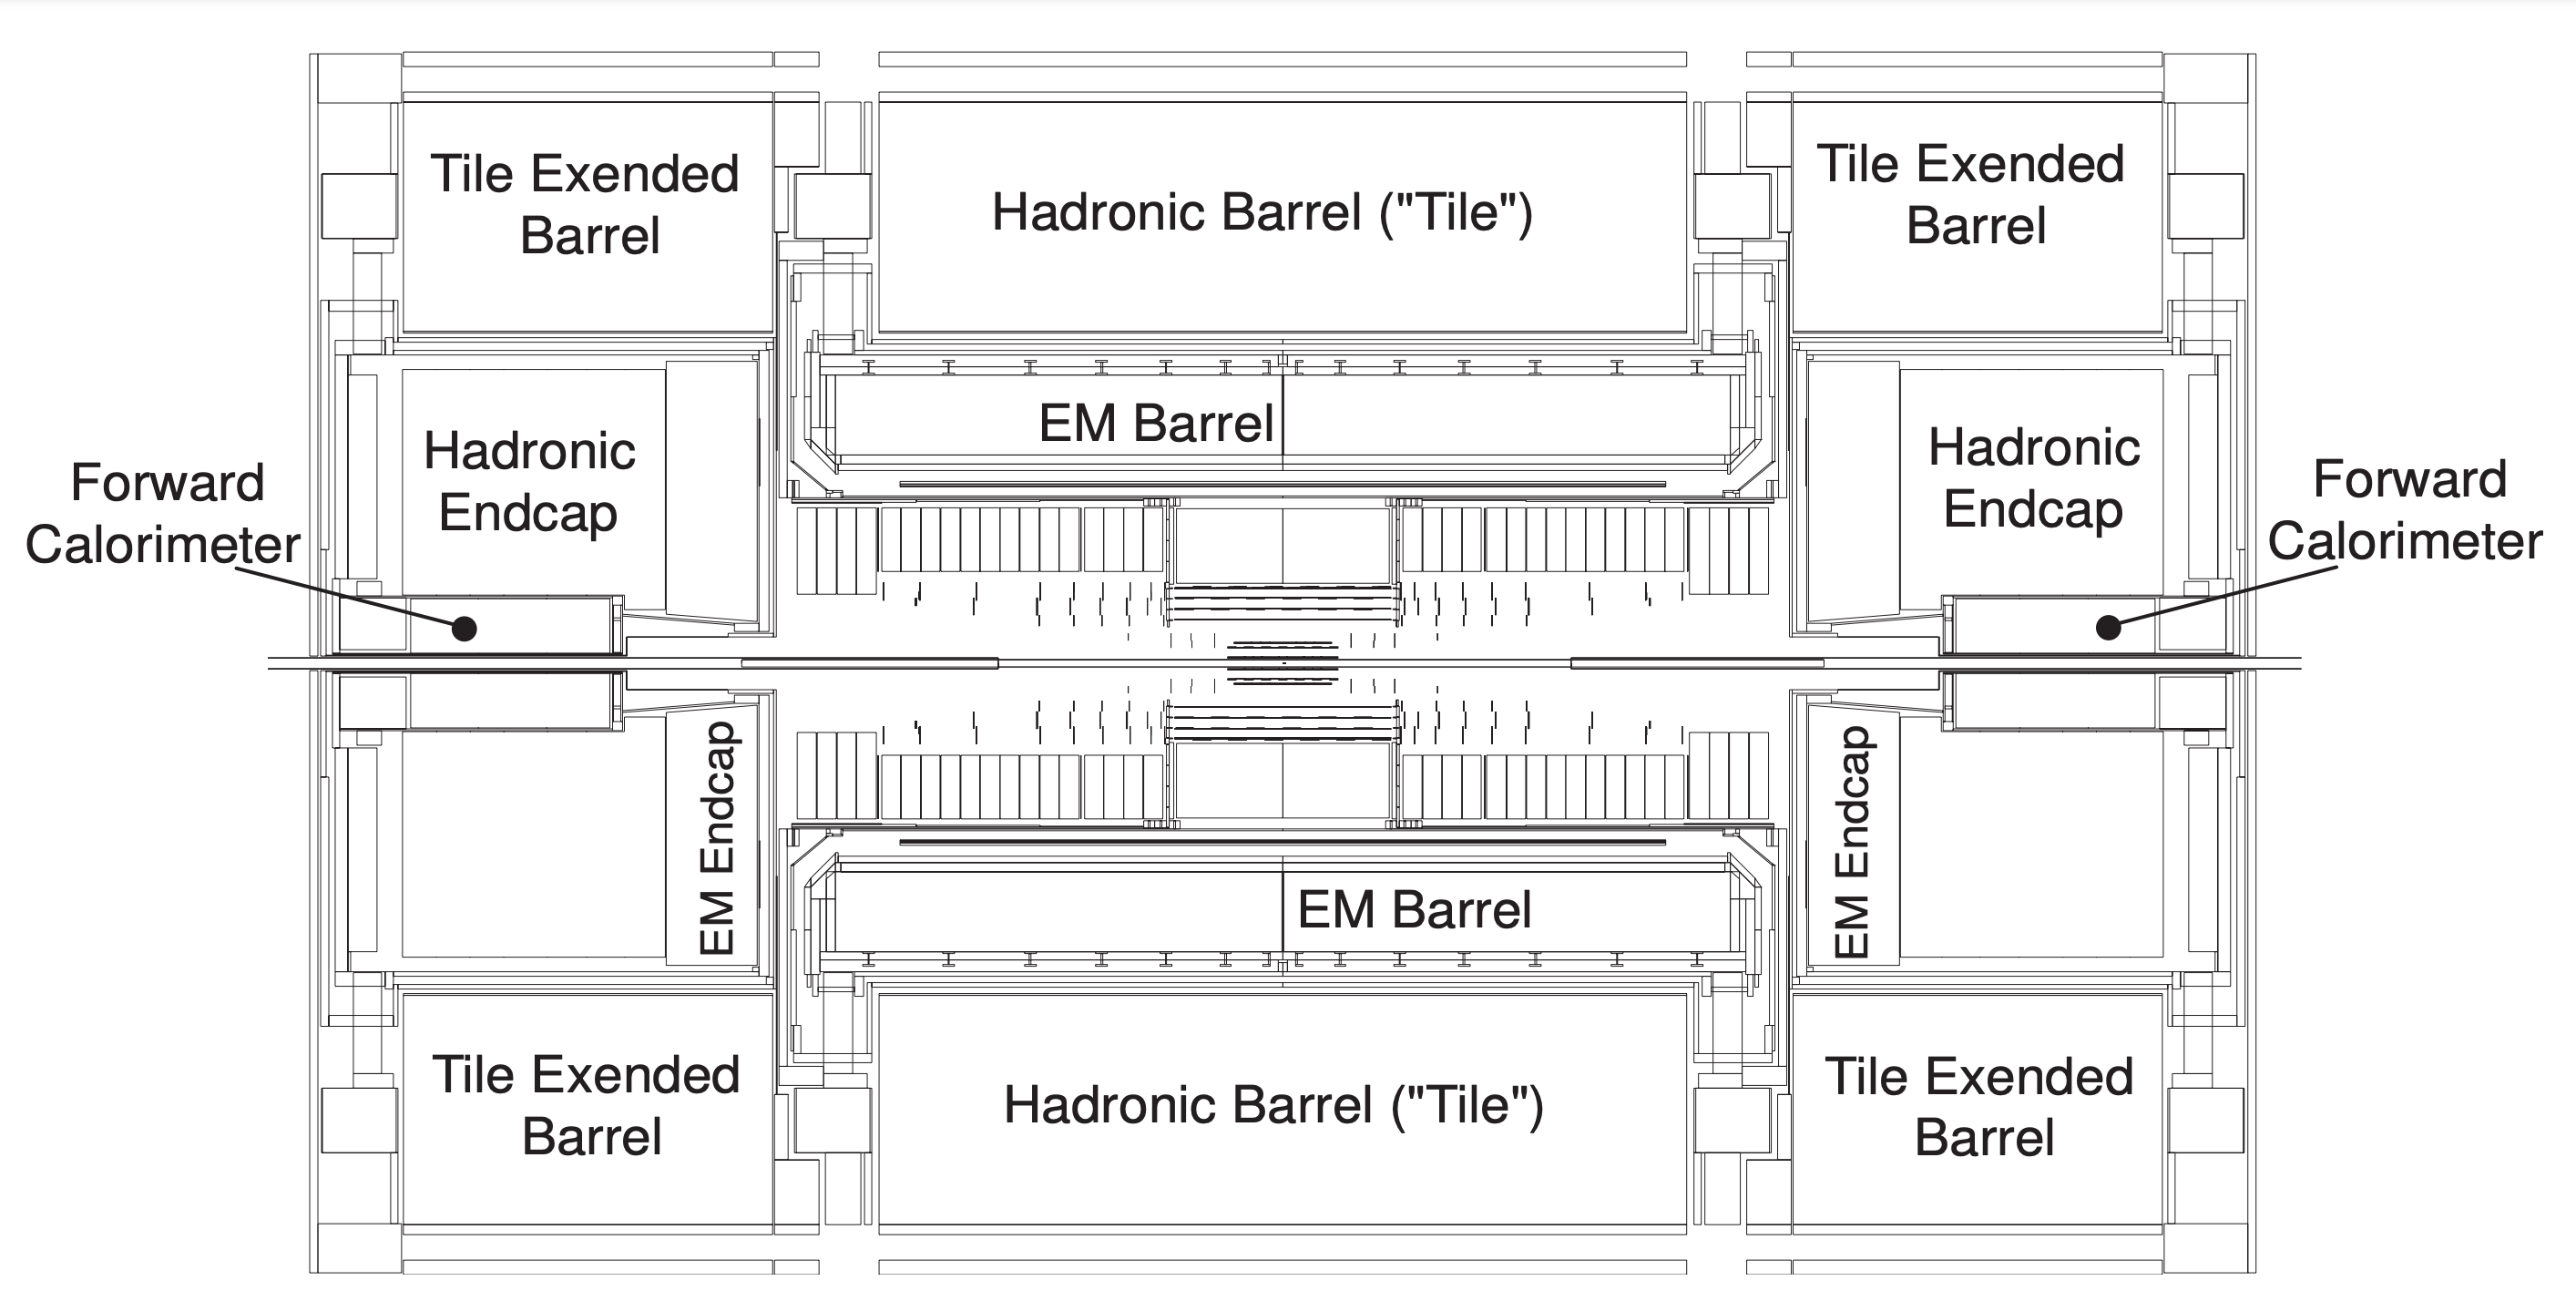 Tile Exended
Barrel
Hadronic Barrel ("Tile")
Tile Exended
Barrel
EM Barrel
Hadronic
Endcap
Hadronic
Endcap
Forward
Calorimeter
Forward
Calorimeter
EM Endcap
EM Endcap
EM Barrel
Tile Exended
Barrel
Hadronic Barrel ("Tile")
Tile Exended
Barrel